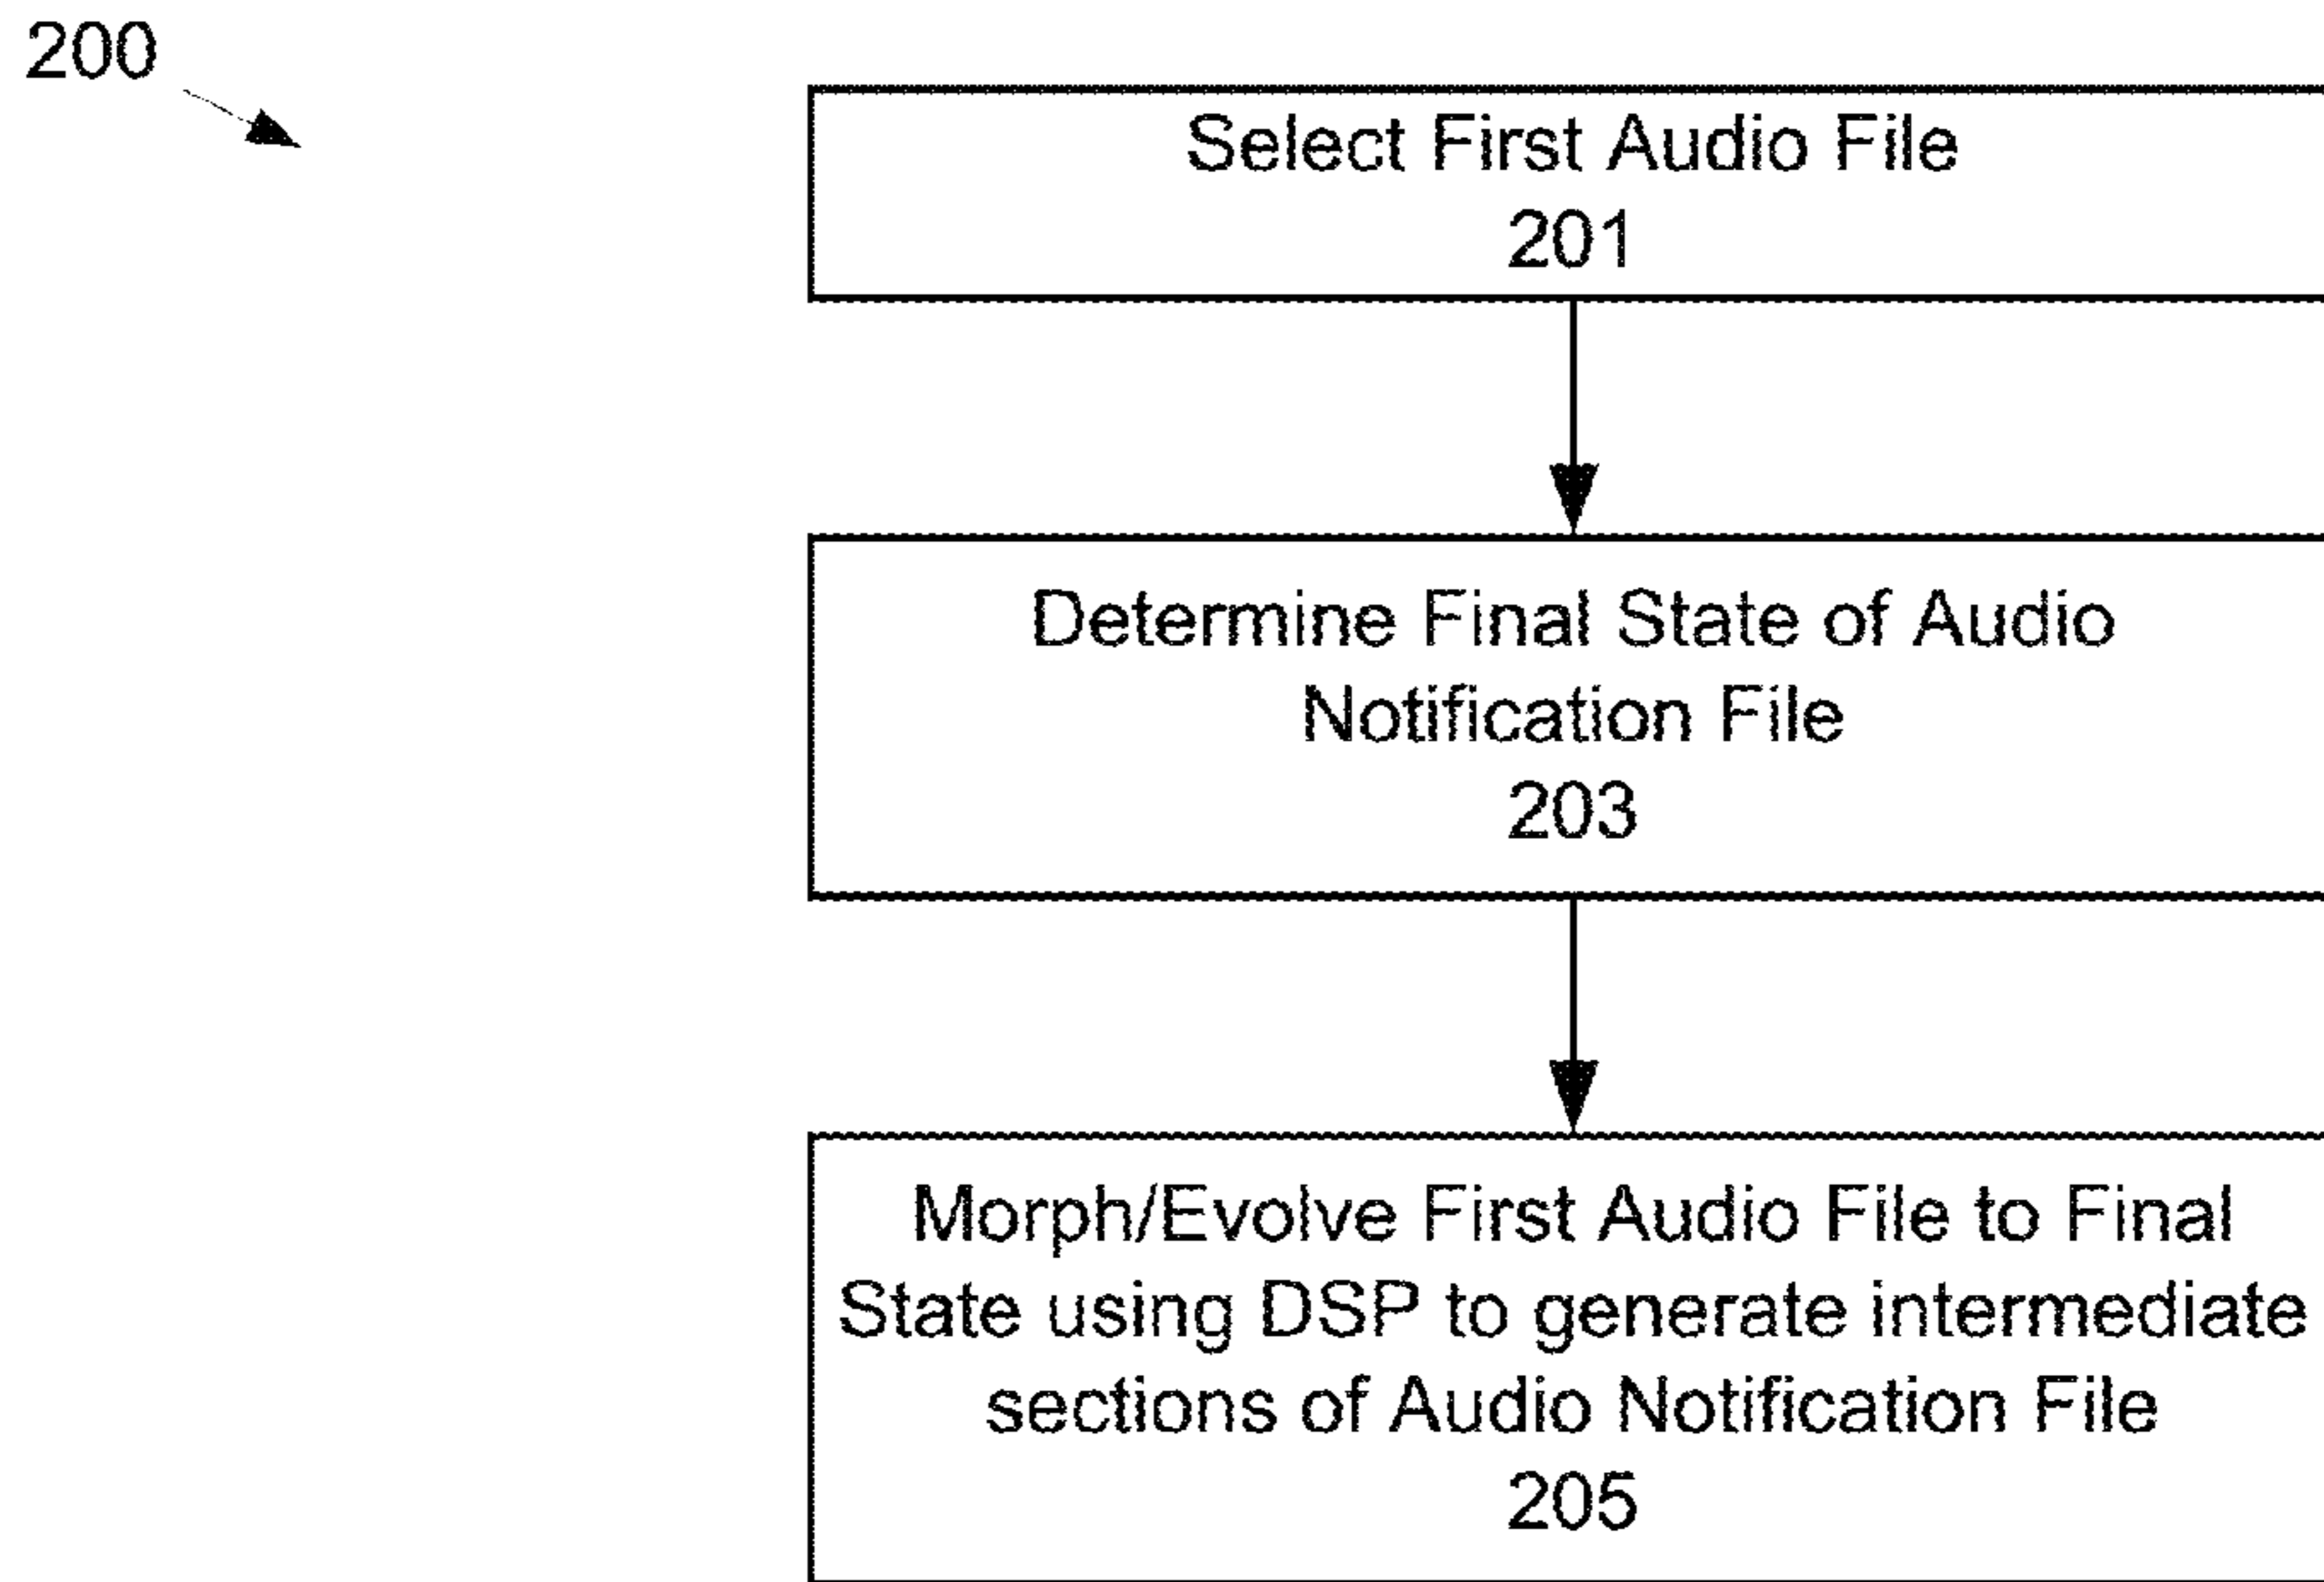 200
Select First Audio File
201
Determine Final State of Audio
Notification File
203
Morph/Evolve First Audio File to Final
State using DSP to generate intermediate
sections of Audio Notification File
205